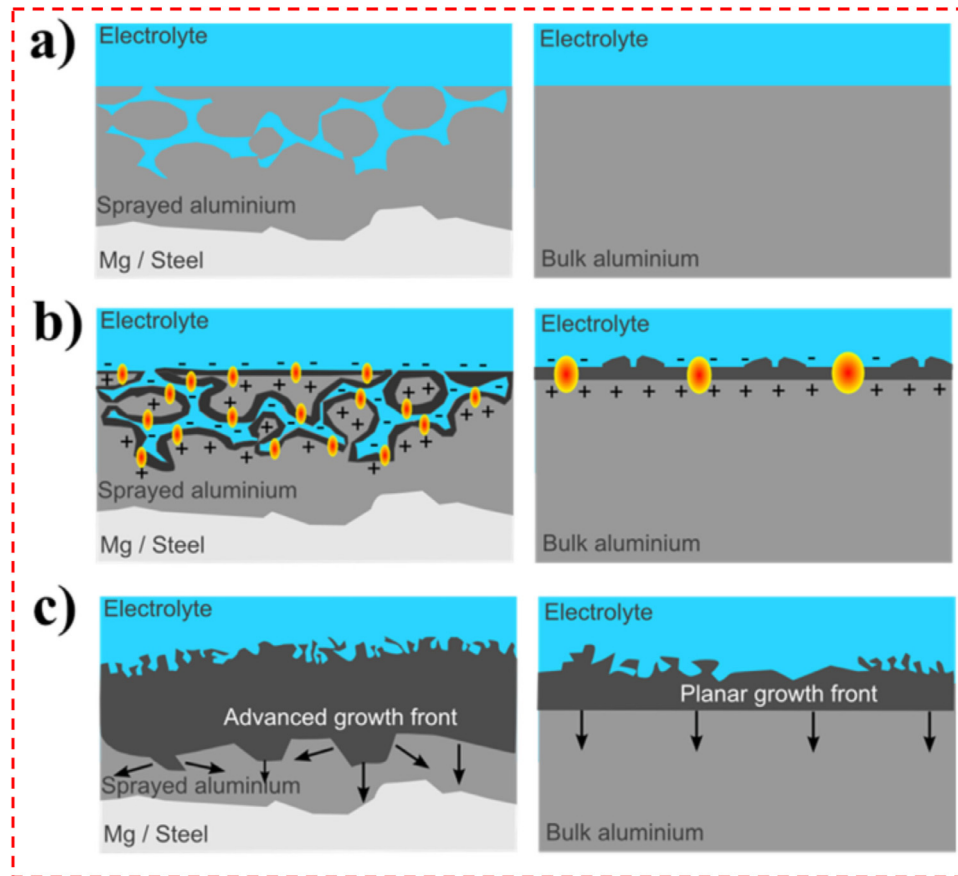 a)
Electrolyte
Sprayed aluminium
Mg / Steel
Electrolyte
Bulk aluminium
b)
Electrolyte
Sprayed aluminium
Mg / Steel
Electrolyte
Bulk aluminium
c)
Electrolyte
Advanced growth front
Sprayed aluminium
Mg / Steel
Electrolyte
Planar growth front
Bulk aluminium